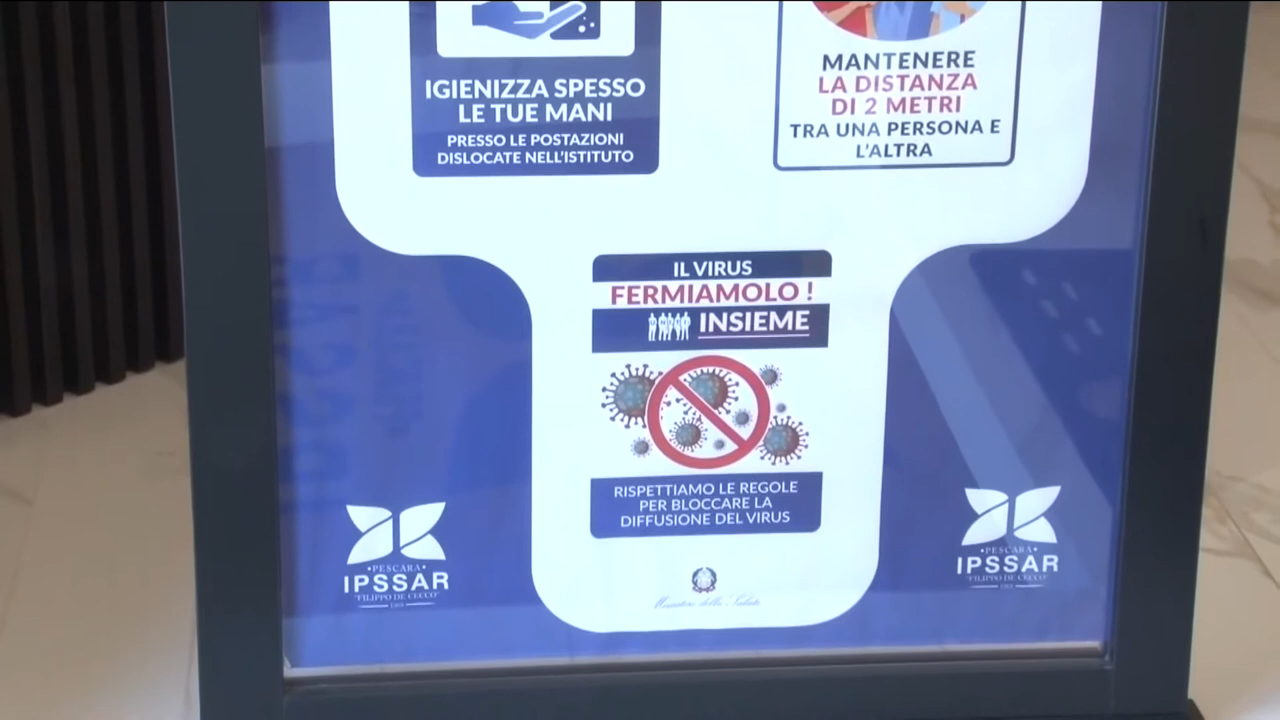 IGIENIZZA SPESSO
LE TUE MANI
PRESSO LE POSTAZIONI
DISLOCATE NELL'ISTITUTO
MANTENERE
LA DISTANZA
DI 2 METRI
TRA UNA PERSONA E
L'ALTRA
IL VIRUS
FERMIAMOLO !
INSIEME
RISPETTIAMO LE REGOLE
PER BLOCCARE LA
DIFFUSIONE DEL VIRUS
Ministero della Salute
•PESCARA•
IPSSAR
"FILIPPO DE CECCO"
•PESCARA•
IPSSAR
"FILIPPO DE CECCO"